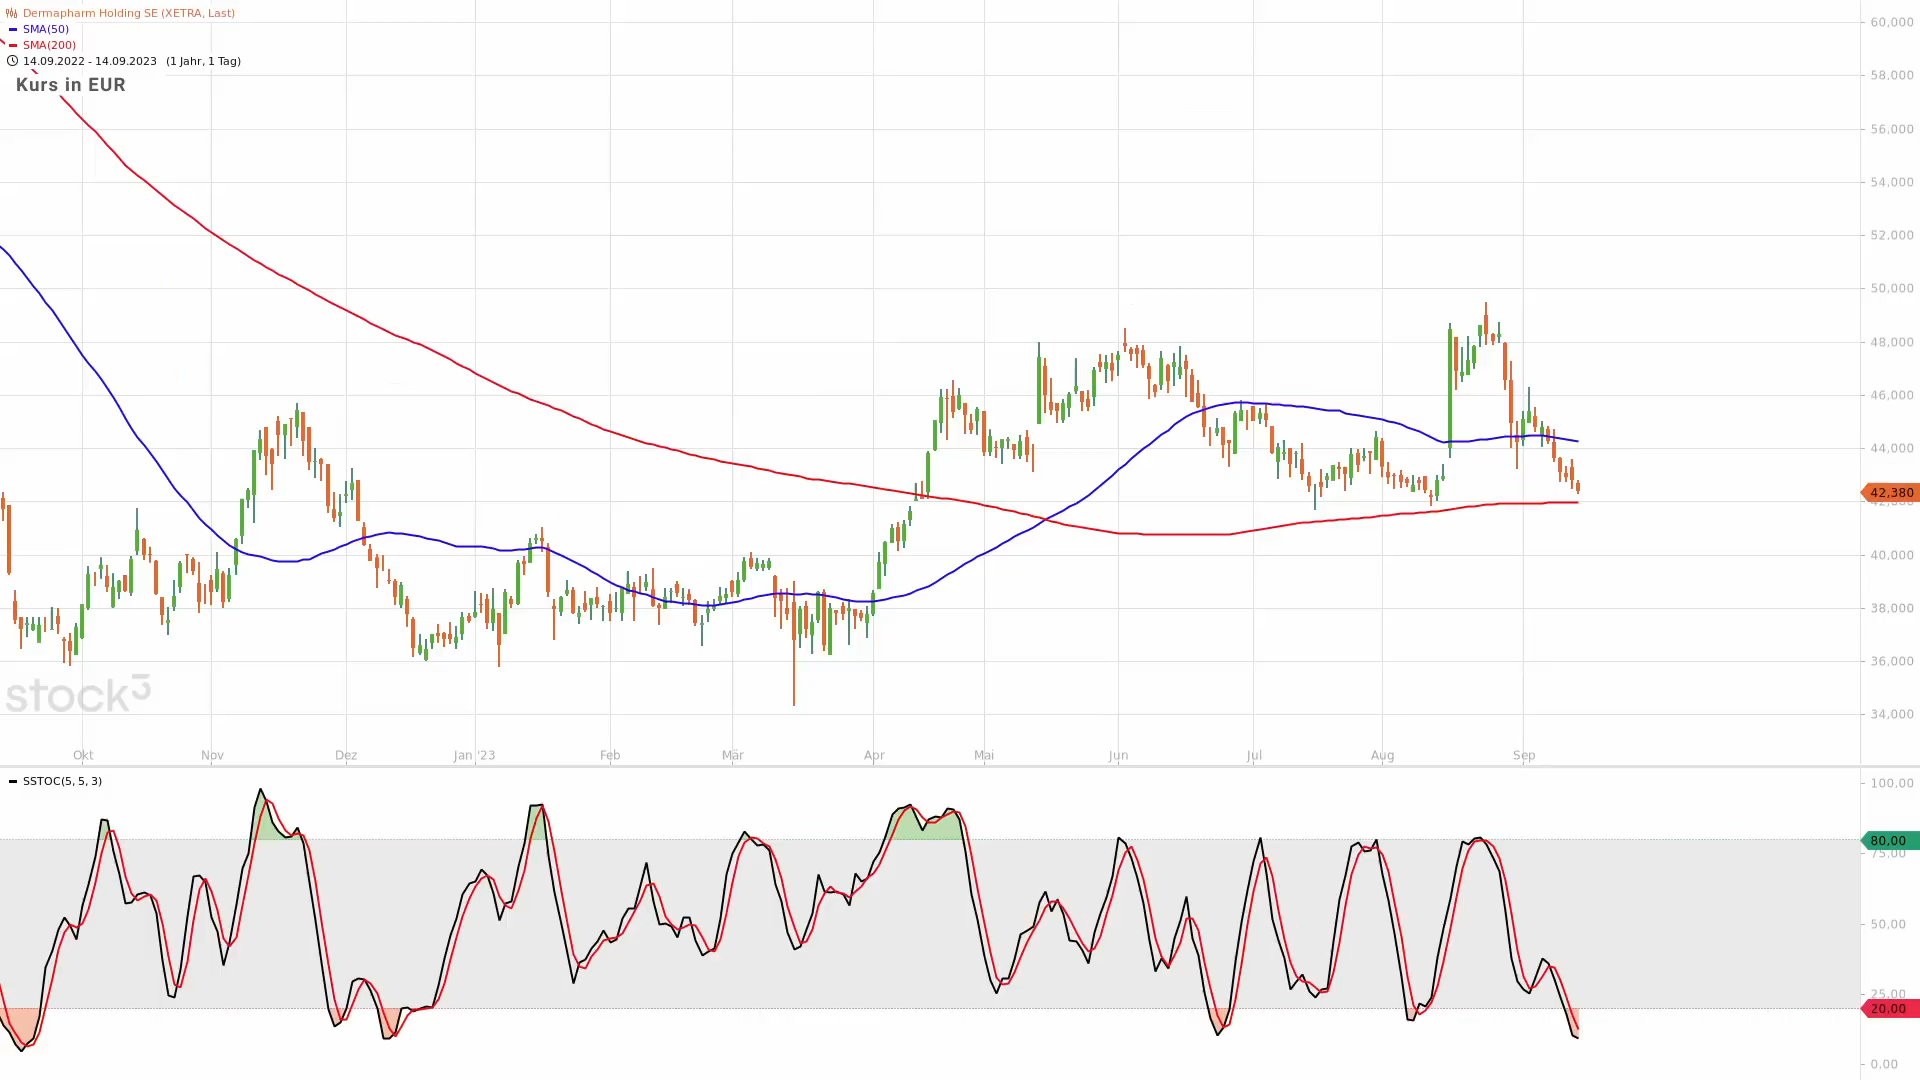 Dermapharm Holding SE (XETRA, Last)
SMA(50)
SMA(200)
14.09.2022 - 14.09.2023 (1 Jahr, 1 Tag)
Kurs in EUR
60,000
58,000
56,000
54,000
52,000
50,000
48,000
46,000
44,000
42,380
40,000
38,000
36,000
34,000
stock3
Okt Nov Dez Jan '23 Feb Mär Apr Mai Jun Jul Aug Sep
SSTOC(5, 5, 3)
100,00
80,00
75,00
50,00
25,00
20,00
0,00